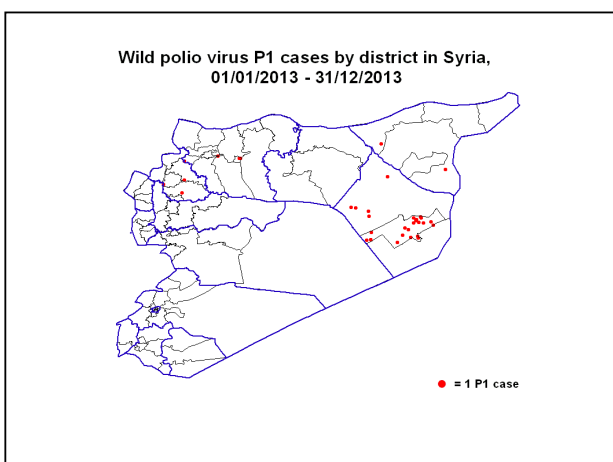 Wild polio virus P1 cases by district in Syria,
01/01/2013 - 31/12/2013
= 1 P1 case